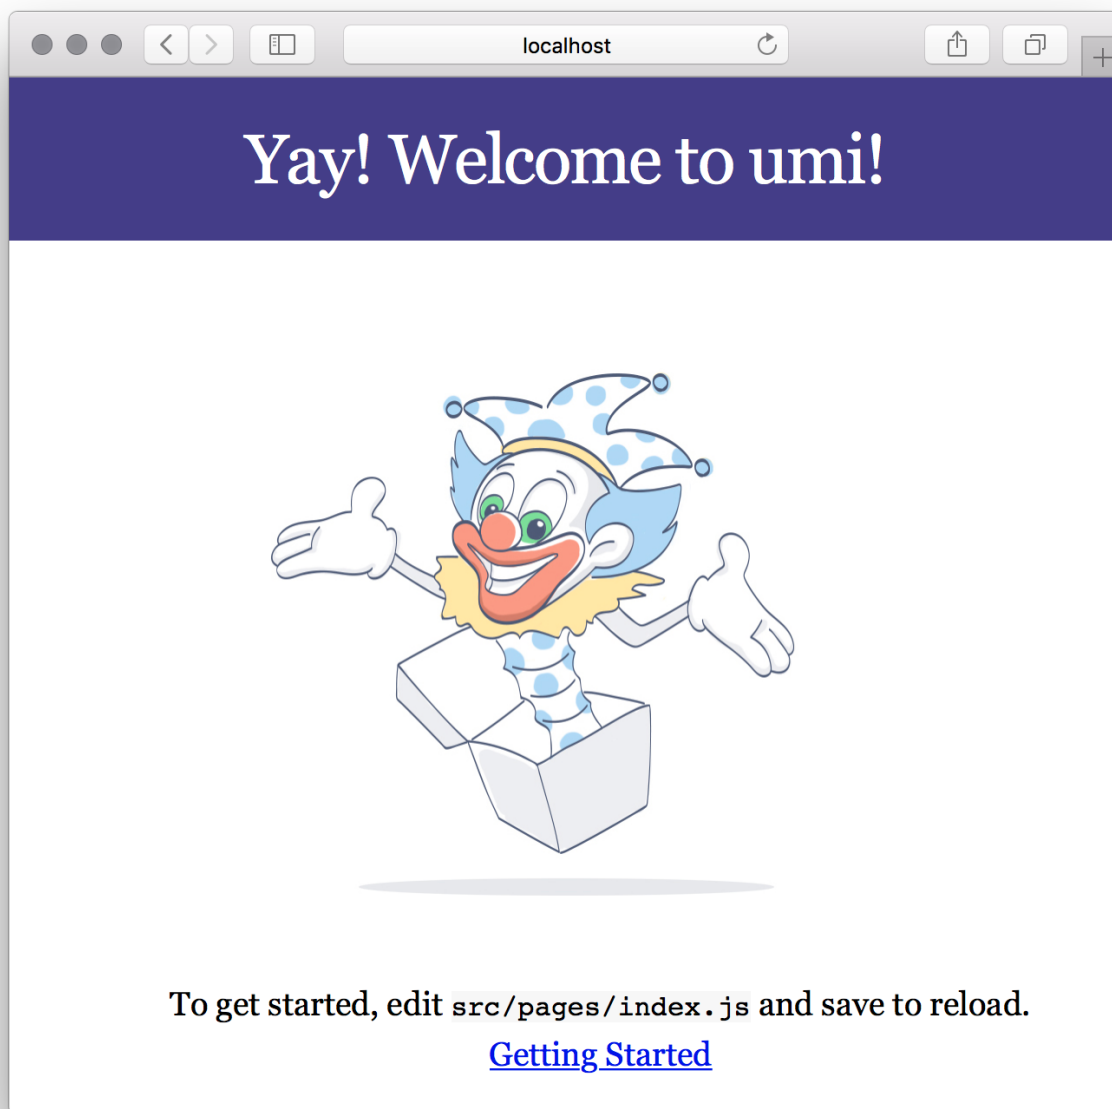 localhost
Yay! Welcome to umi!
To get started, edit src/pages/index.js and save to reload.
Getting Started